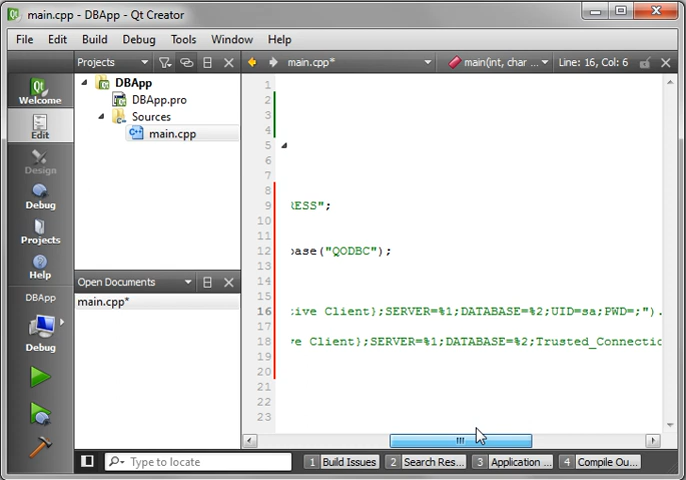 main.cpp - DBApp - Qt Creator
File Edit Build Debug Tools Window Help
Projects main.cpp* main(int, char ... Line: 16, Col: 6
Welcome
Edit
Design
Debug
Projects
Help
DBApp
Debug
DBApp
DBApp.pro
Sources
main.cpp
Open Documents
main.cpp*
1
2
3
4
5
6
7
8
9 RESS";
10
11
12 base("QODBC");
13
14
15
16 tive Client};SERVER=%1;DATABASE=%2;UID=sa;PWD=;").
17
18 ve Client};SERVER=%1;DATABASE=%2;Trusted_Connectio
19
20
21
22
23
Type to locate 1 Build Issues 2 Search Res... 3 Application ... 4 Compile Ou...